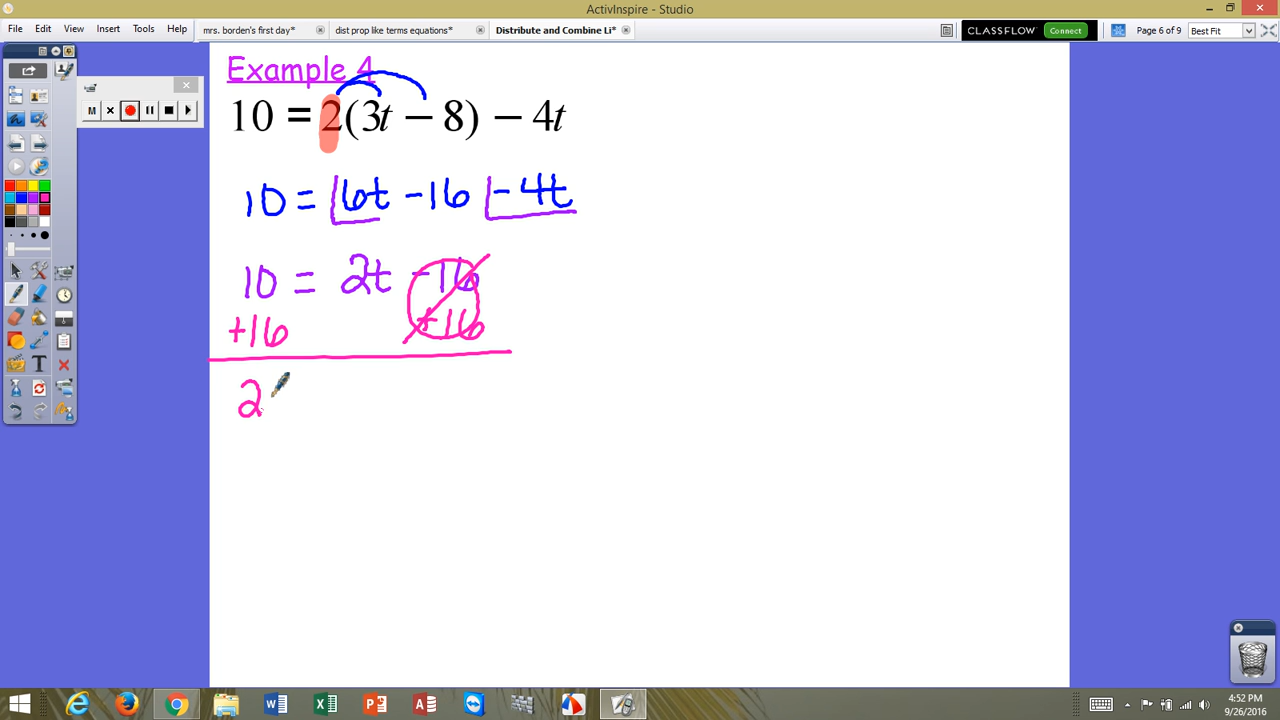 ActivInspire - Studio
File Edit View Insert Tools Help
mrs. borden's first day* dist prop like terms equations* Distribute and Combine Li*
CLASSFLOW Connect
Page 6 of 9 Best Fit
M
Example 4
10 = 2(3t − 8) − 4t
10 = 6t -16 - 4t
10 = 2t -16
+16 +16
2
4:52 PM
9/26/2016